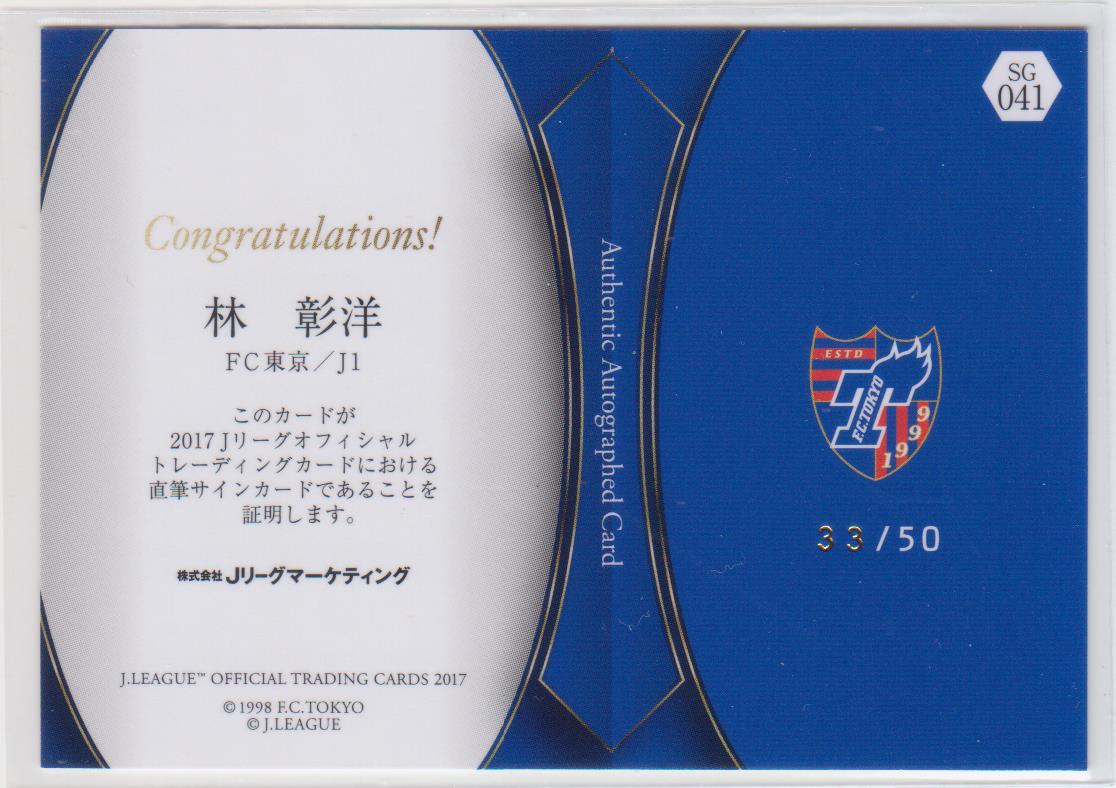 Congratulations!
林 彰洋
FC東京／J1
このカードが
2017 Jリーグオフィシャル
トレーディングカードにおける
直筆サインカードであることを
証明します。
株式会社 Jリーグマーケティング
J.LEAGUE™ OFFICIAL TRADING CARDS 2017
©1998 F.C.TOKYO
© J.LEAGUE
Authentic Autographed Card
SG
041
ESTD
F.C.TOKYO
1999
33/50